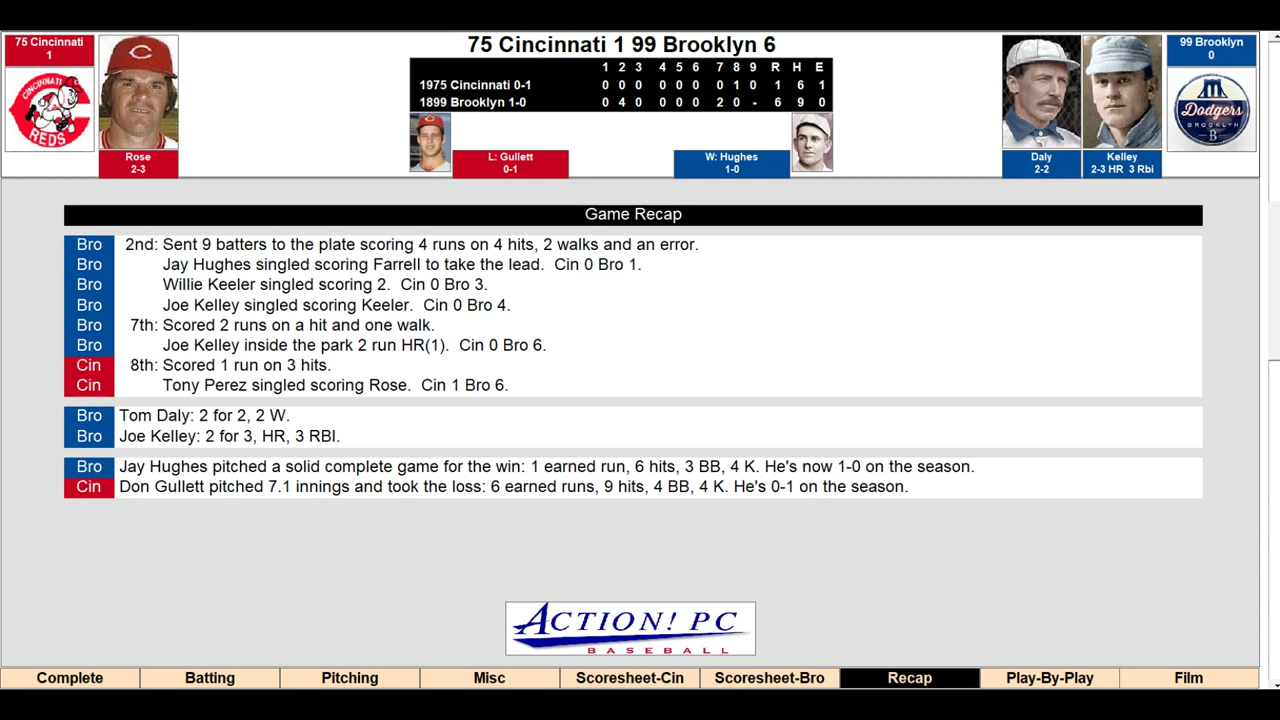 75 Cincinnati 1 99 Brooklyn 6
75 Cincinnati
1
CINCINNATI
REDS
Rose
2-3
1 2 3 4 5 6 7 8 9 R H E
1975 Cincinnati 0-1 0 0 0 0 0 0 0 1 0 1 6 1
1899 Brooklyn 1-0 0 4 0 0 0 0 2 0 - 6 9 0
L: Gullett
0-1
W: Hughes
1-0
Daly
2-2
Kelley
2-3 HR 3 Rbi
99 Brooklyn
0
Dodgers
BROOKLYN
B
Game Recap
Bro 2nd: Sent 9 batters to the plate scoring 4 runs on 4 hits, 2 walks and an error.
Bro Jay Hughes singled scoring Farrell to take the lead. Cin 0 Bro 1.
Bro Willie Keeler singled scoring 2. Cin 0 Bro 3.
Bro Joe Kelley singled scoring Keeler. Cin 0 Bro 4.
Bro 7th: Scored 2 runs on a hit and one walk.
Bro Joe Kelley inside the park 2 run HR(1). Cin 0 Bro 6.
Cin 8th: Scored 1 run on 3 hits.
Cin Tony Perez singled scoring Rose. Cin 1 Bro 6.
Bro Tom Daly: 2 for 2, 2 W.
Bro Joe Kelley: 2 for 3, HR, 3 RBI.
Bro Jay Hughes pitched a solid complete game for the win: 1 earned run, 6 hits, 3 BB, 4 K. He's now 1-0 on the season.
Cin Don Gullett pitched 7.1 innings and took the loss: 6 earned runs, 9 hits, 4 BB, 4 K. He's 0-1 on the season.
ACTION! PC
BASEBALL
Complete Batting Pitching Misc Scoresheet-Cin Scoresheet-Bro Recap Play-By-Play Film